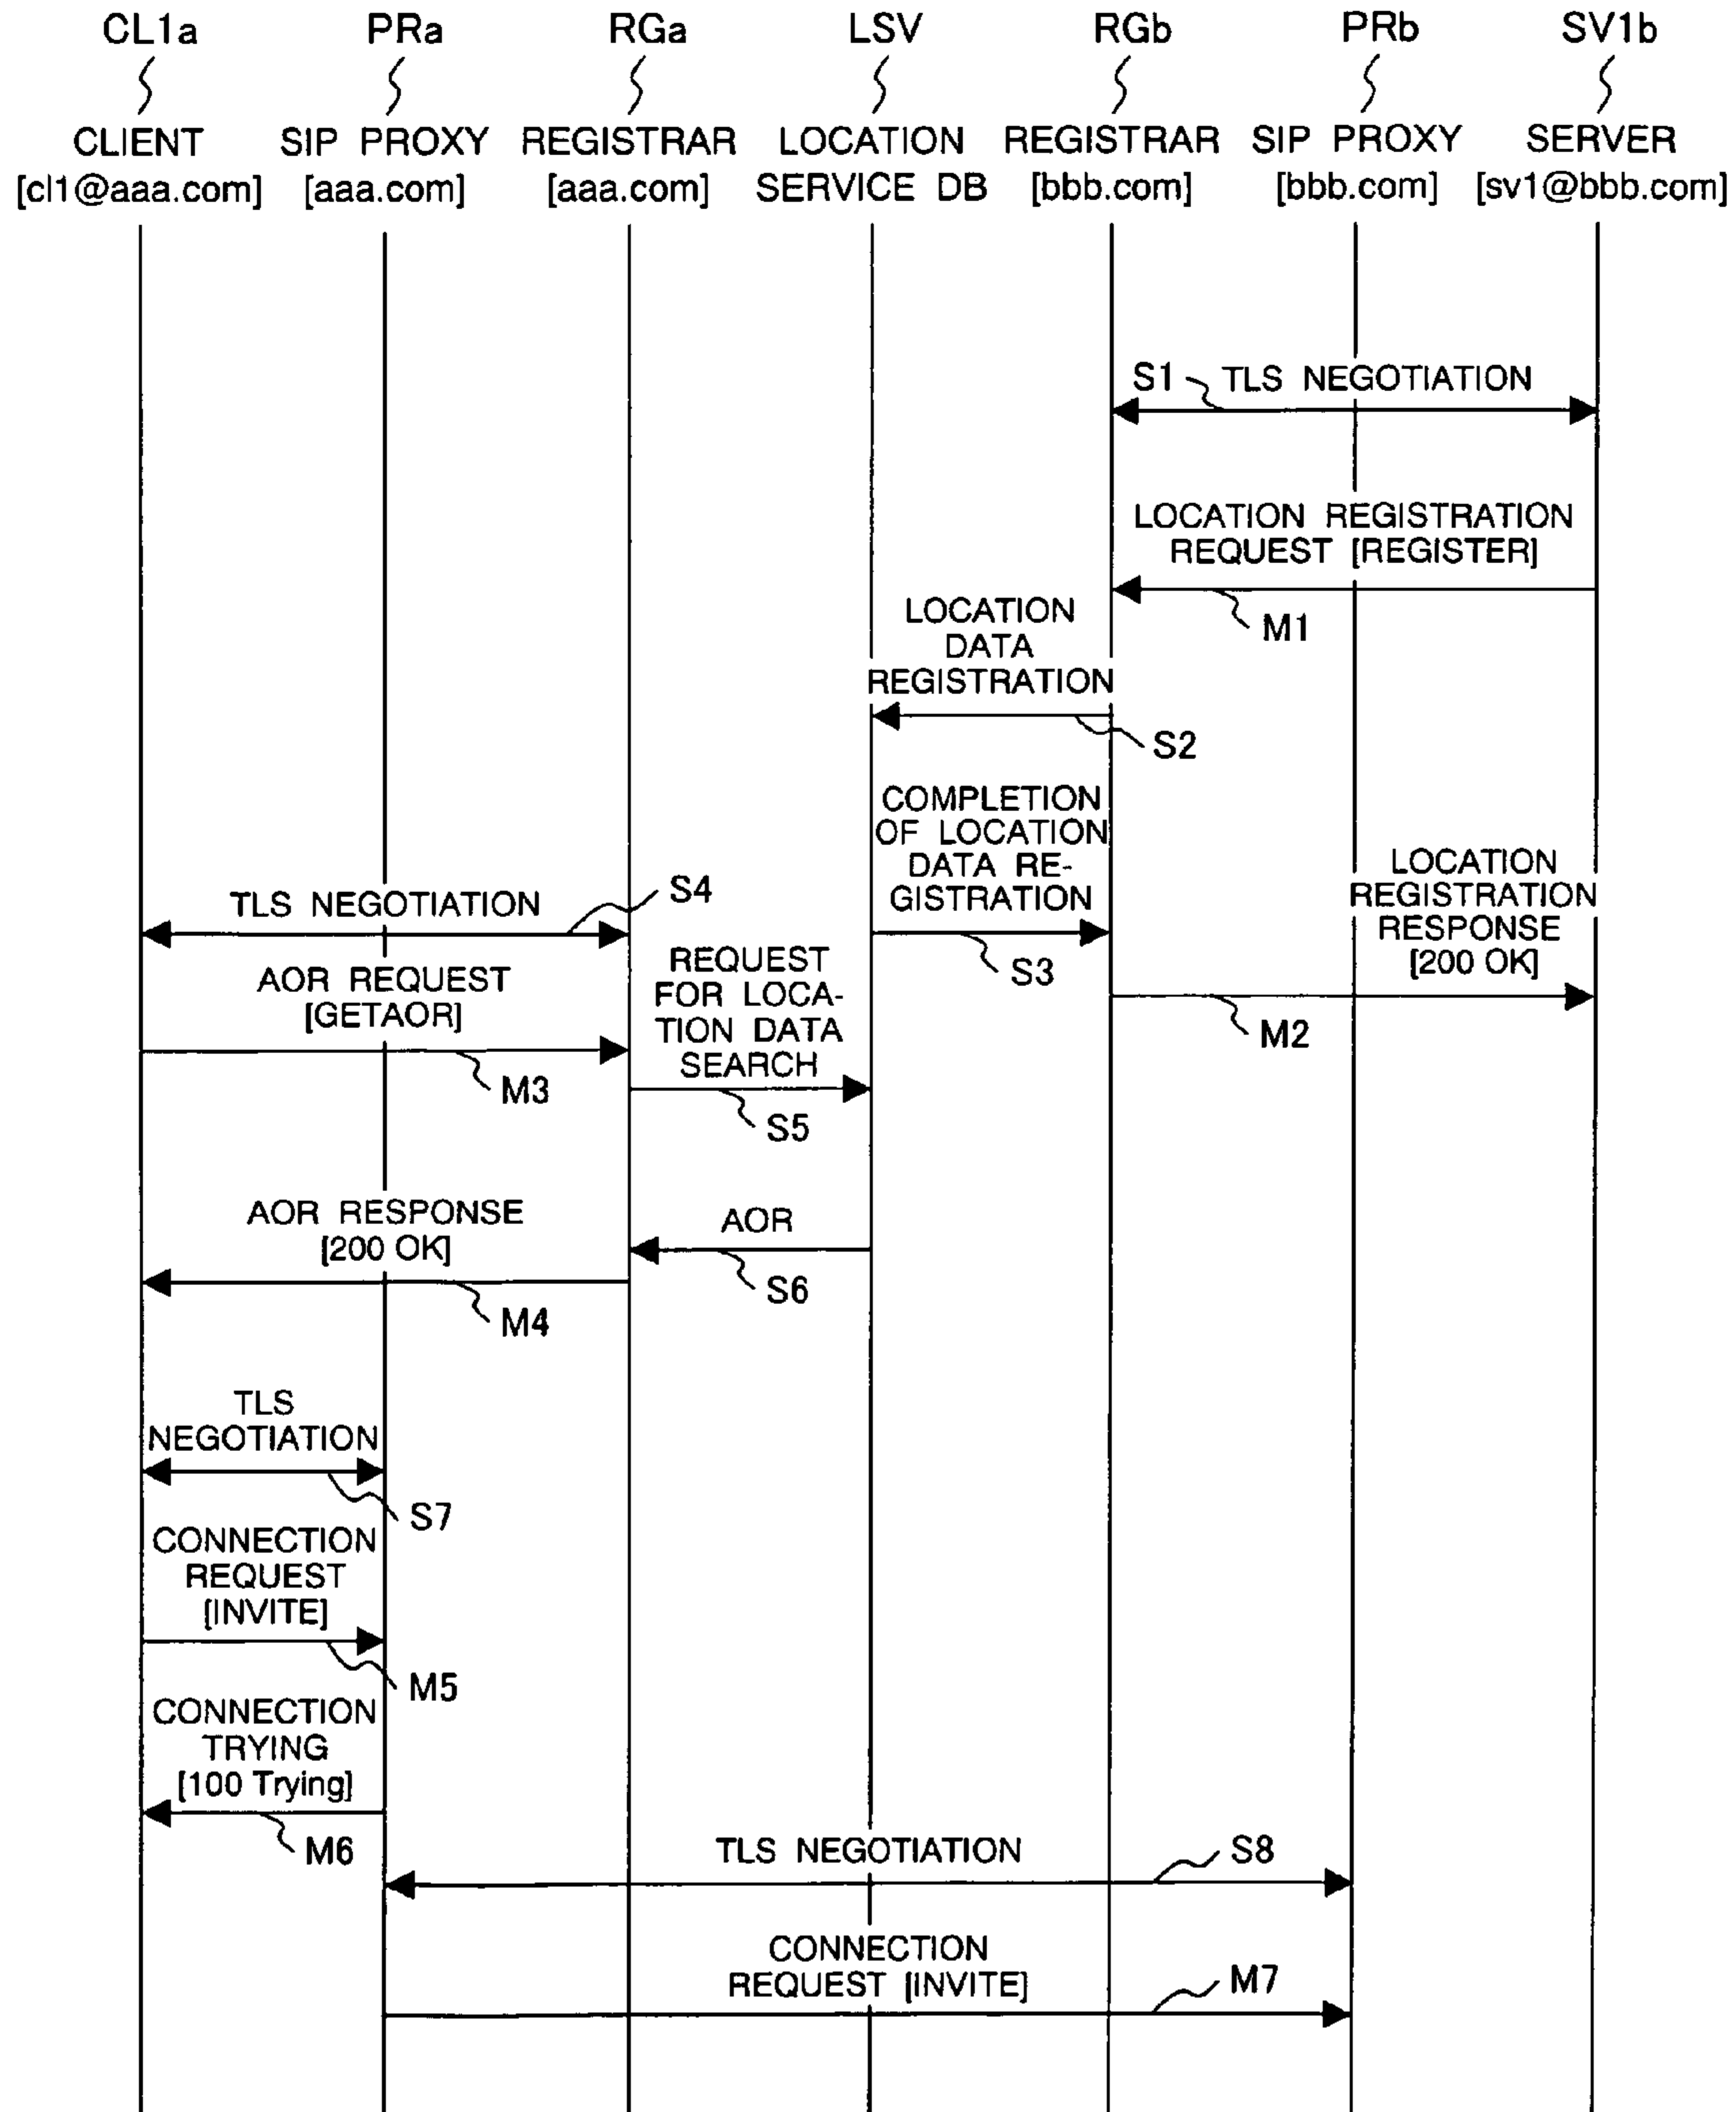 CL1a PRa RGa LSV RGb PRb SV1b
CLIENT SIP PROXY REGISTRAR LOCATION REGISTRAR SIP PROXY SERVER
[cl1@aaa.com] [aaa.com] [aaa.com] SERVICE DB [bbb.com] [bbb.com] [sv1@bbb.com]
S1 TLS NEGOTIATION
LOCATION REGISTRATION
REQUEST [REGISTER]
M1
LOCATION
DATA
REGISTRATION
S2
COMPLETION
OF LOCATION
DATA RE-
GISTRATION
S3
LOCATION
REGISTRATION
RESPONSE
[200 OK]
M2
TLS NEGOTIATION
S4
AOR REQUEST
[GETAOR]
M3
REQUEST
FOR LOCA-
TION DATA
SEARCH
S5
AOR
S6
AOR RESPONSE
[200 OK]
M4
TLS
NEGOTIATION
S7
CONNECTION
REQUEST
[INVITE]
M5
CONNECTION
TRYING
[100 Trying]
M6
TLS NEGOTIATION
S8
CONNECTION
REQUEST [INVITE]
M7